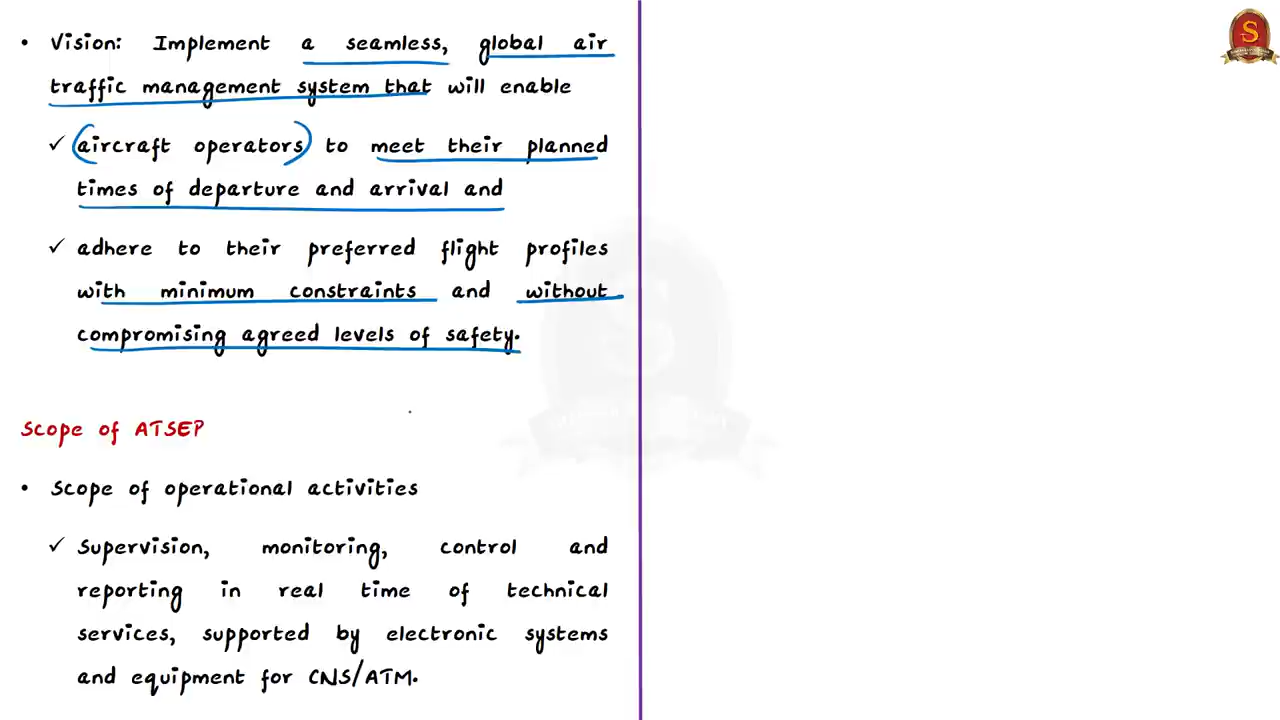 • Vision: Implement a seamless, global air
traffic management system that will enable
✓ aircraft operators to meet their planned
times of departure and arrival and
✓ adhere to their preferred flight profiles
with minimum constraints and without
compromising agreed levels of safety.
Scope of ATSEP
• Scope of operational activities
✓ Supervision, monitoring, control and
reporting in real time of technical
services, supported by electronic systems
and equipment for CNS/ATM.
S